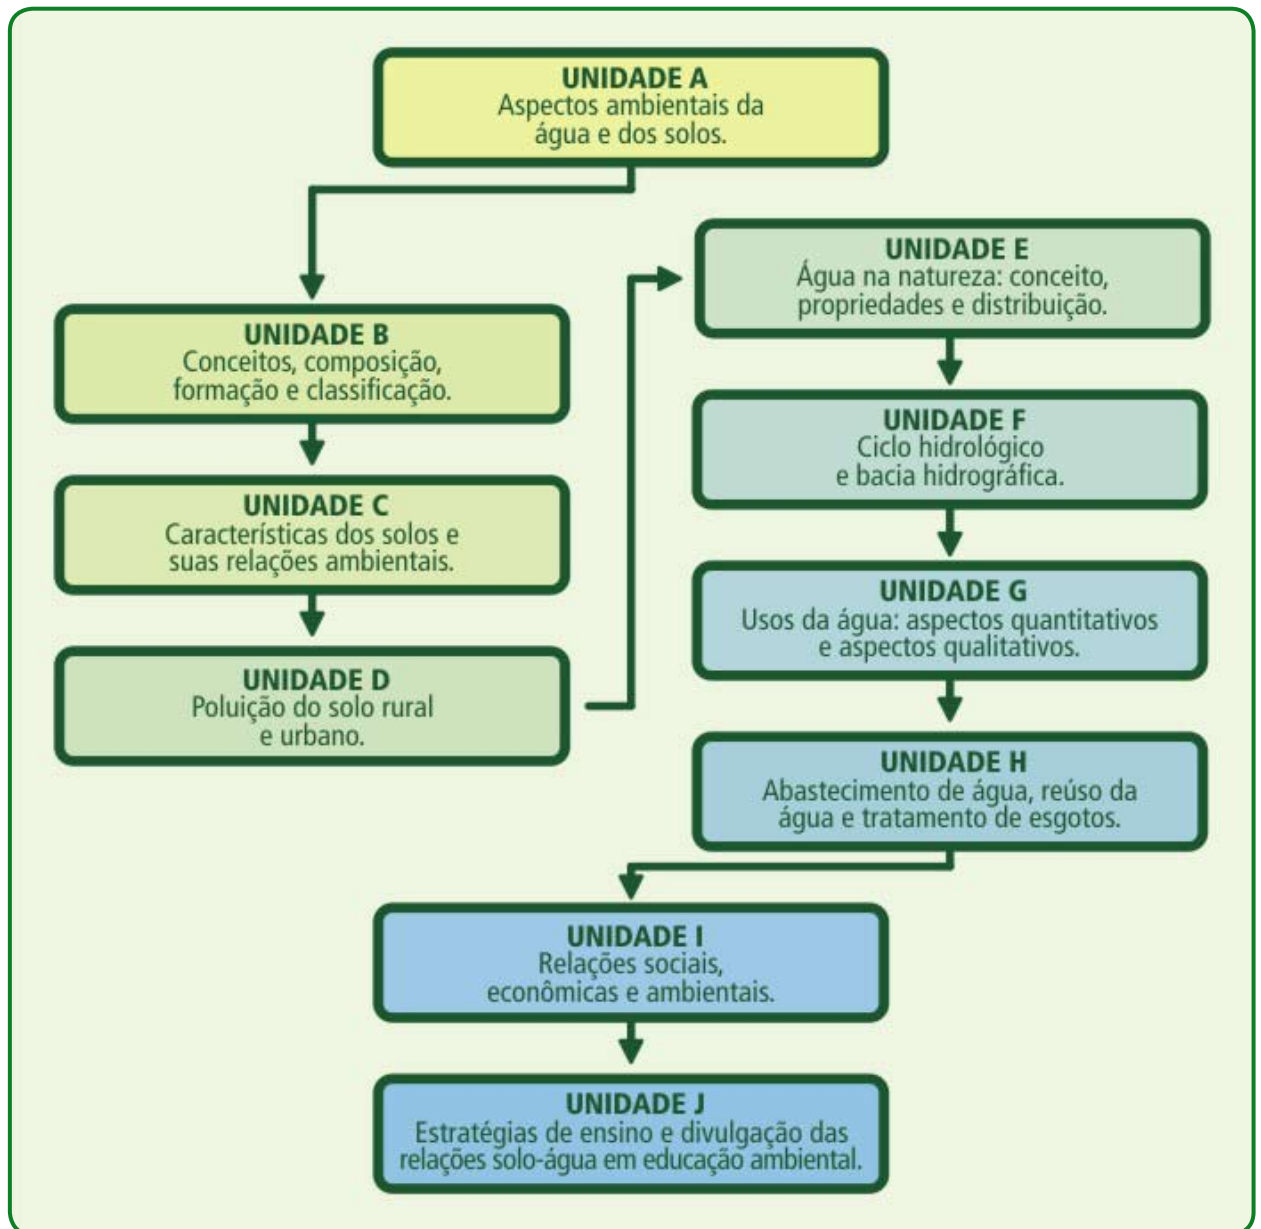 UNIDADE A
Aspectos ambientais da
água e dos solos.
UNIDADE B
Conceitos, composição,
formação e classificação.
UNIDADE C
Características dos solos e
suas relações ambientais.
UNIDADE D
Poluição do solo rural
e urbano.
UNIDADE E
Água na natureza: conceito,
propriedades e distribuição.
UNIDADE F
Ciclo hidrológico
e bacia hidrográfica.
UNIDADE G
Usos da água: aspectos quantitativos
e aspectos qualitativos.
UNIDADE H
Abastecimento de água, reúso da
água e tratamento de esgotos.
UNIDADE I
Relações sociais,
econômicas e ambientais.
UNIDADE J
Estratégias de ensino e divulgação das
relações solo-água em educação ambiental.